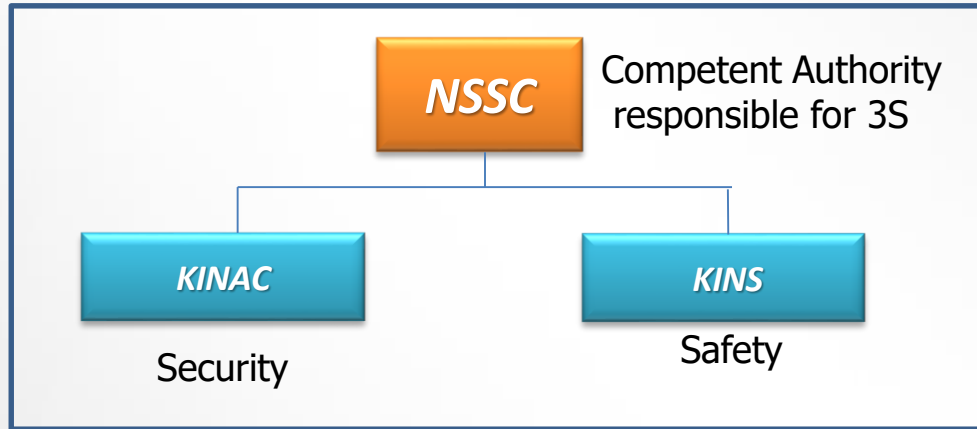 NSSC
Competent Authority
responsible for 3S
KINAC
KINS
Security
Safety